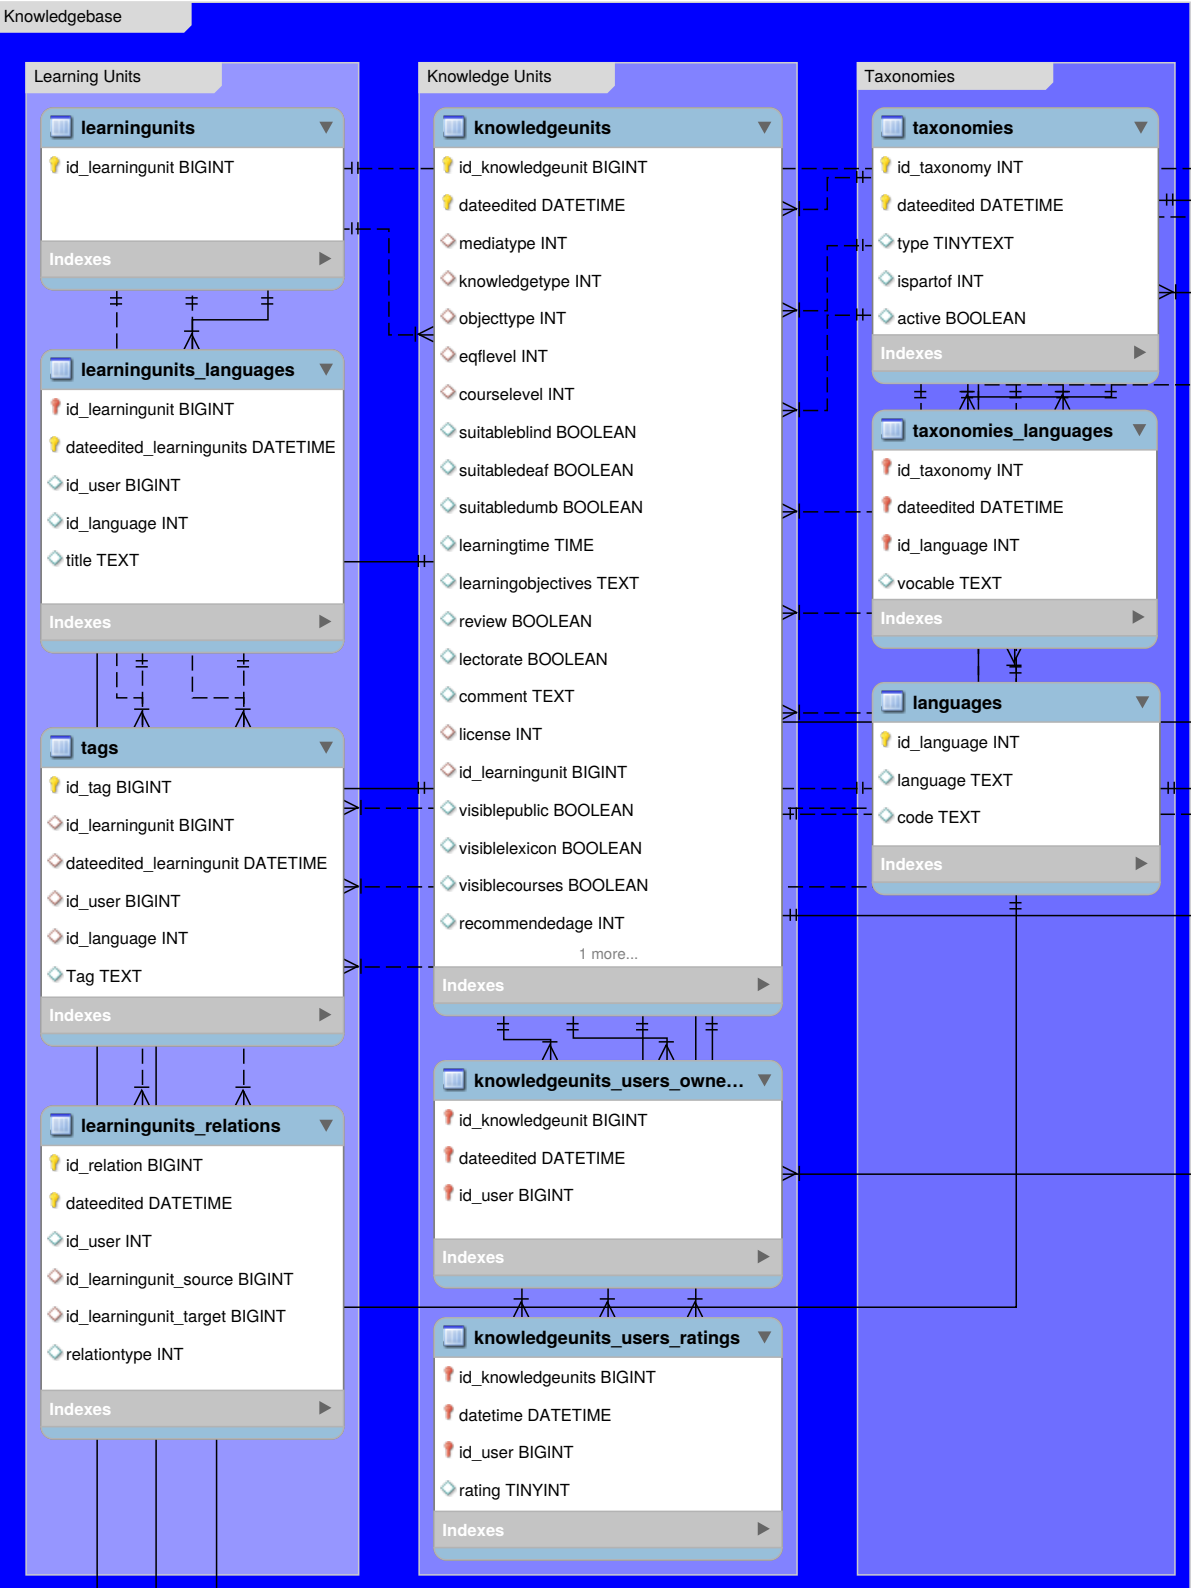 Knowledgebase
Learning Units
learningunits
id_learningunit BIGINT
Indexes
learningunits_languages
id_learningunit BIGINT
dateedited_learningunits DATETIME
id_user BIGINT
id_language INT
title TEXT
Indexes
tags
id_tag BIGINT
id_learningunit BIGINT
dateedited_learningunit DATETIME
id_user BIGINT
id_language INT
Tag TEXT
Indexes
learningunits_relations
id_relation BIGINT
dateedited DATETIME
id_user INT
id_learningunit_source BIGINT
id_learningunit_target BIGINT
relationtype INT
Indexes
Knowledge Units
knowledgeunits
id_knowledgeunit BIGINT
dateedited DATETIME
mediatype INT
knowledgetype INT
objecttype INT
eqflevel INT
courselevel INT
suitableblind BOOLEAN
suitabledeaf BOOLEAN
suitabledumb BOOLEAN
learningtime TIME
learningobjectives TEXT
review BOOLEAN
lectorate BOOLEAN
comment TEXT
license INT
id_learningunit BIGINT
visiblepublic BOOLEAN
visiblelexicon BOOLEAN
visiblecourses BOOLEAN
recommendedage INT
1 more...
Indexes
knowledgeunits_users_owne...
id_knowledgeunit BIGINT
dateedited DATETIME
id_user BIGINT
Indexes
knowledgeunits_users_ratings
id_knowledgeunits BIGINT
datetime DATETIME
id_user BIGINT
rating TINYINT
Indexes
Taxonomies
taxonomies
id_taxonomy INT
dateedited DATETIME
type TINYTEXT
ispartof INT
active BOOLEAN
Indexes
taxonomies_languages
id_taxonomy INT
dateedited DATETIME
id_language INT
vocable TEXT
Indexes
languages
id_language INT
language TEXT
code TEXT
Indexes